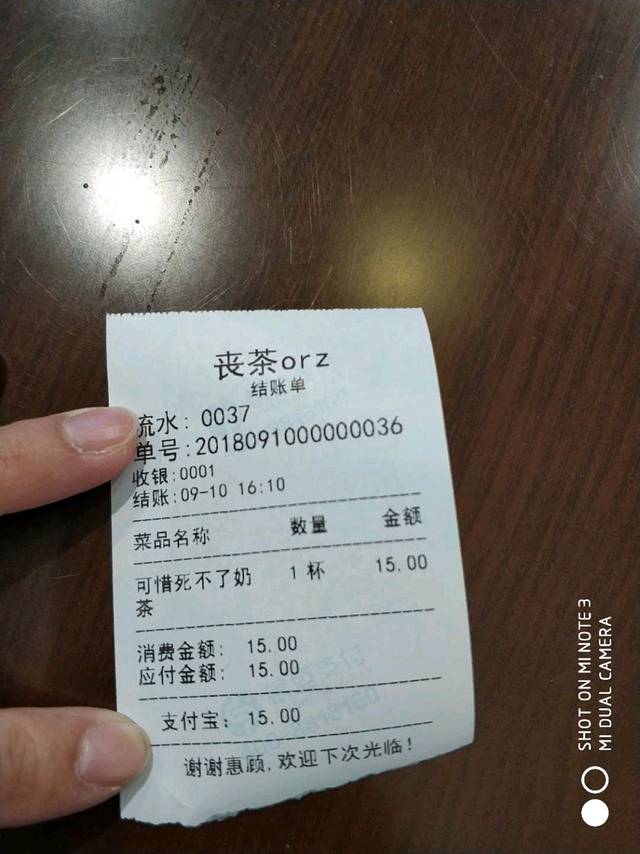 丧茶orz
结账单
流水: 0037
单号:2018091000000036
收银:0001
结账:09-10 16:10
菜品名称 数量 金额
可惜死不了奶 1 杯 15.00
茶
消费金额: 15.00
应付金额: 15.00
支付宝: 15.00
谢谢惠顾,欢迎下次光临!
SHOT ON MI NOTE 3
MI DUAL CAMERA